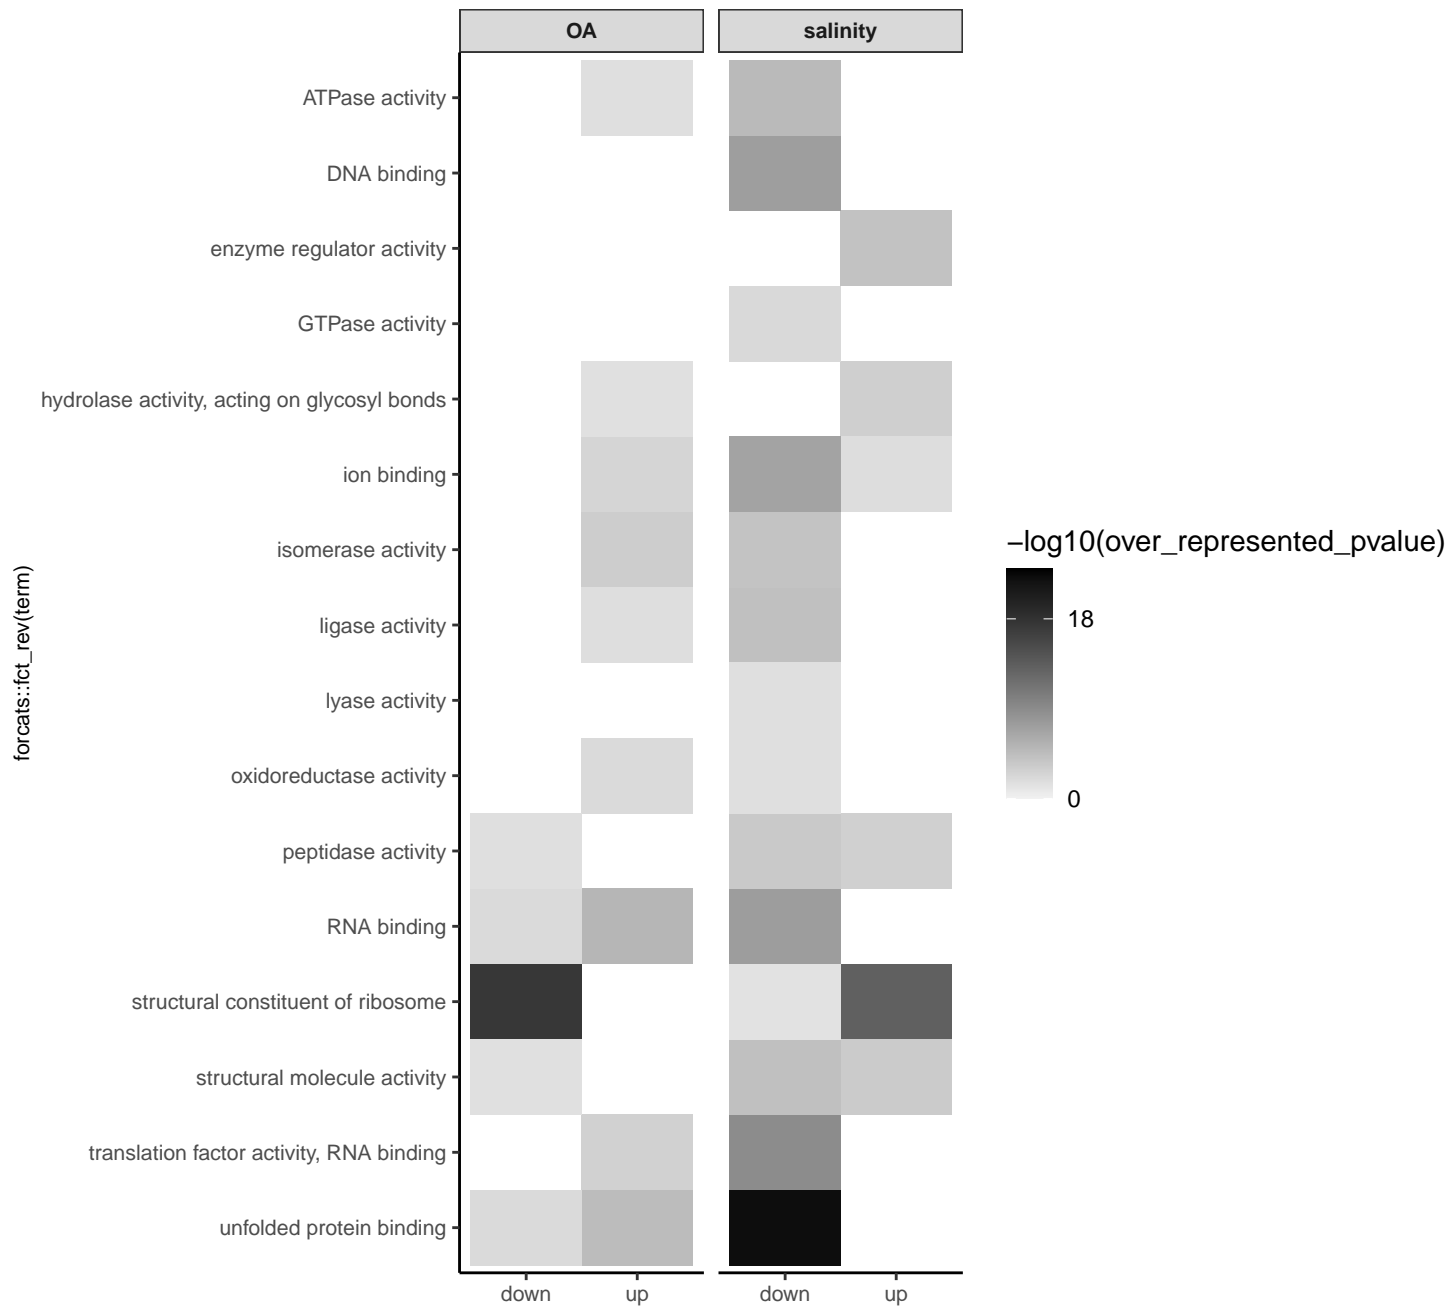 OA
salinity
ATPase activity
DNA binding
enzyme regulator activity
GTPase activity
hydrolase activity, acting on glycosyl bonds
ion binding
isomerase activity
ligase activity
lyase activity
oxidoreductase activity
peptidase activity
RNA binding
structural constituent of ribosome
structural molecule activity
translation factor activity, RNA binding
unfolded protein binding
forcats::fct_rev(term)
down
up
down
up
−log10(over_represented_pvalue)
18
0